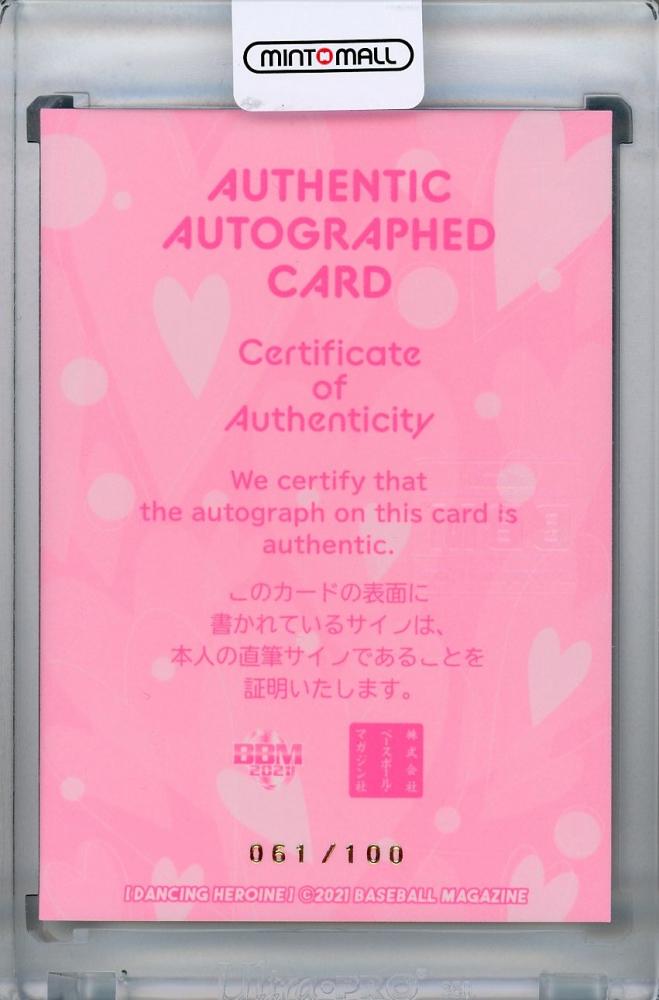 MINTMALL
AUTHENTIC
AUTOGRAPHED
CARD
Certificate
of
Authenticity
We certify that
the autograph on this card is
authentic.
このカードの表面に
書かれているサインは、
本人の直筆サインであることを
証明いたします。
BBM
2021
株式会社
ベースボール・
マガジン社
061/100
[DANCING HEROINE] ©2021 BASEBALL MAGAZINE
Ultra PRO